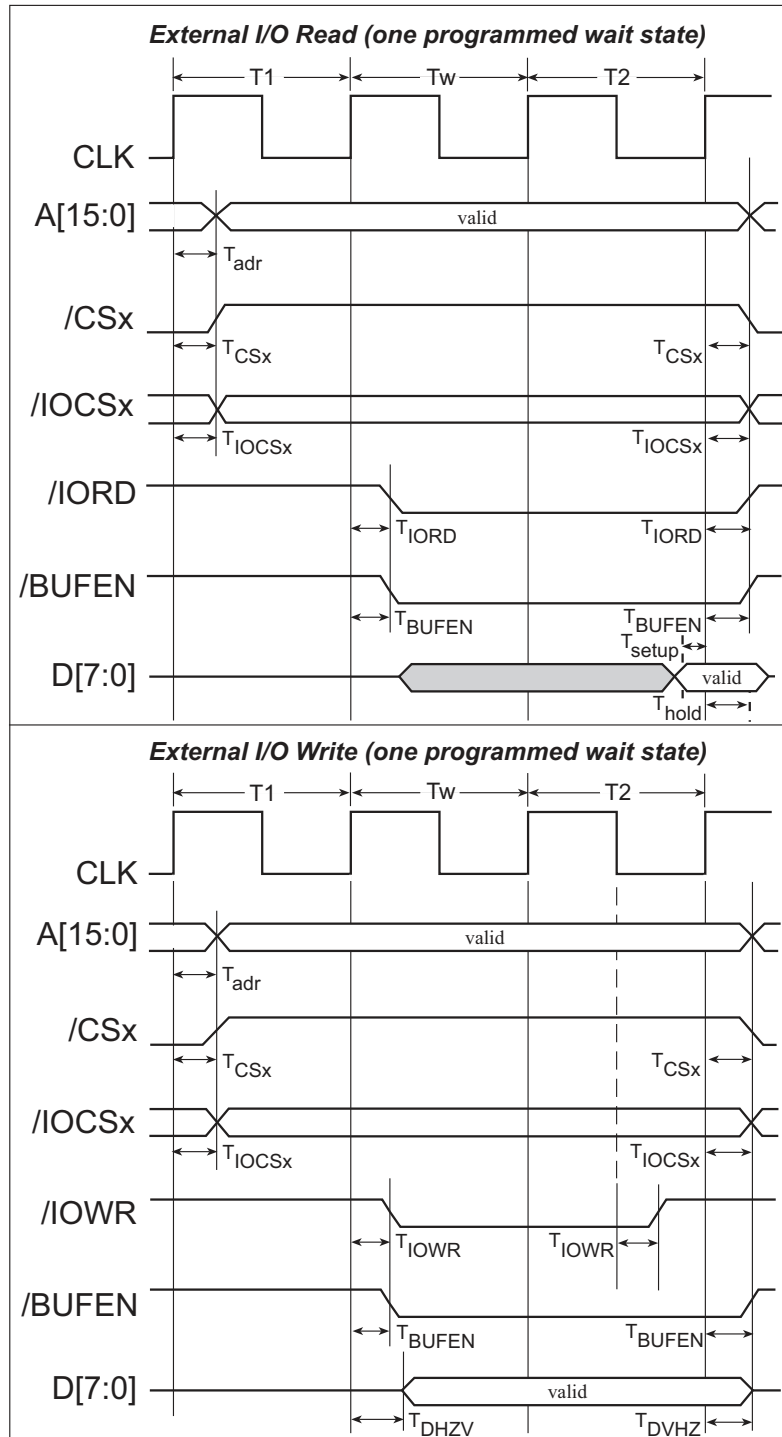 External I/O Read (one programmed wait state)
T1 Tw T2
CLK
A[15:0] valid
Tadr
/CSx
TCSx TCSx
/IOCSx
TIOCSx TIOCSx
/IORD
TIORD TIORD
/BUFEN
TBUFEN TBUFEN
Tsetup
D[7:0] valid
Thold
External I/O Write (one programmed wait state)
T1 Tw T2
CLK
A[15:0] valid
Tadr
/CSx
TCSx TCSx
/IOCSx
TIOCSx TIOCSx
/IOWR
TIOWR TIOWR
/BUFEN
TBUFEN TBUFEN
D[7:0] valid
TDHZV TDVHZ